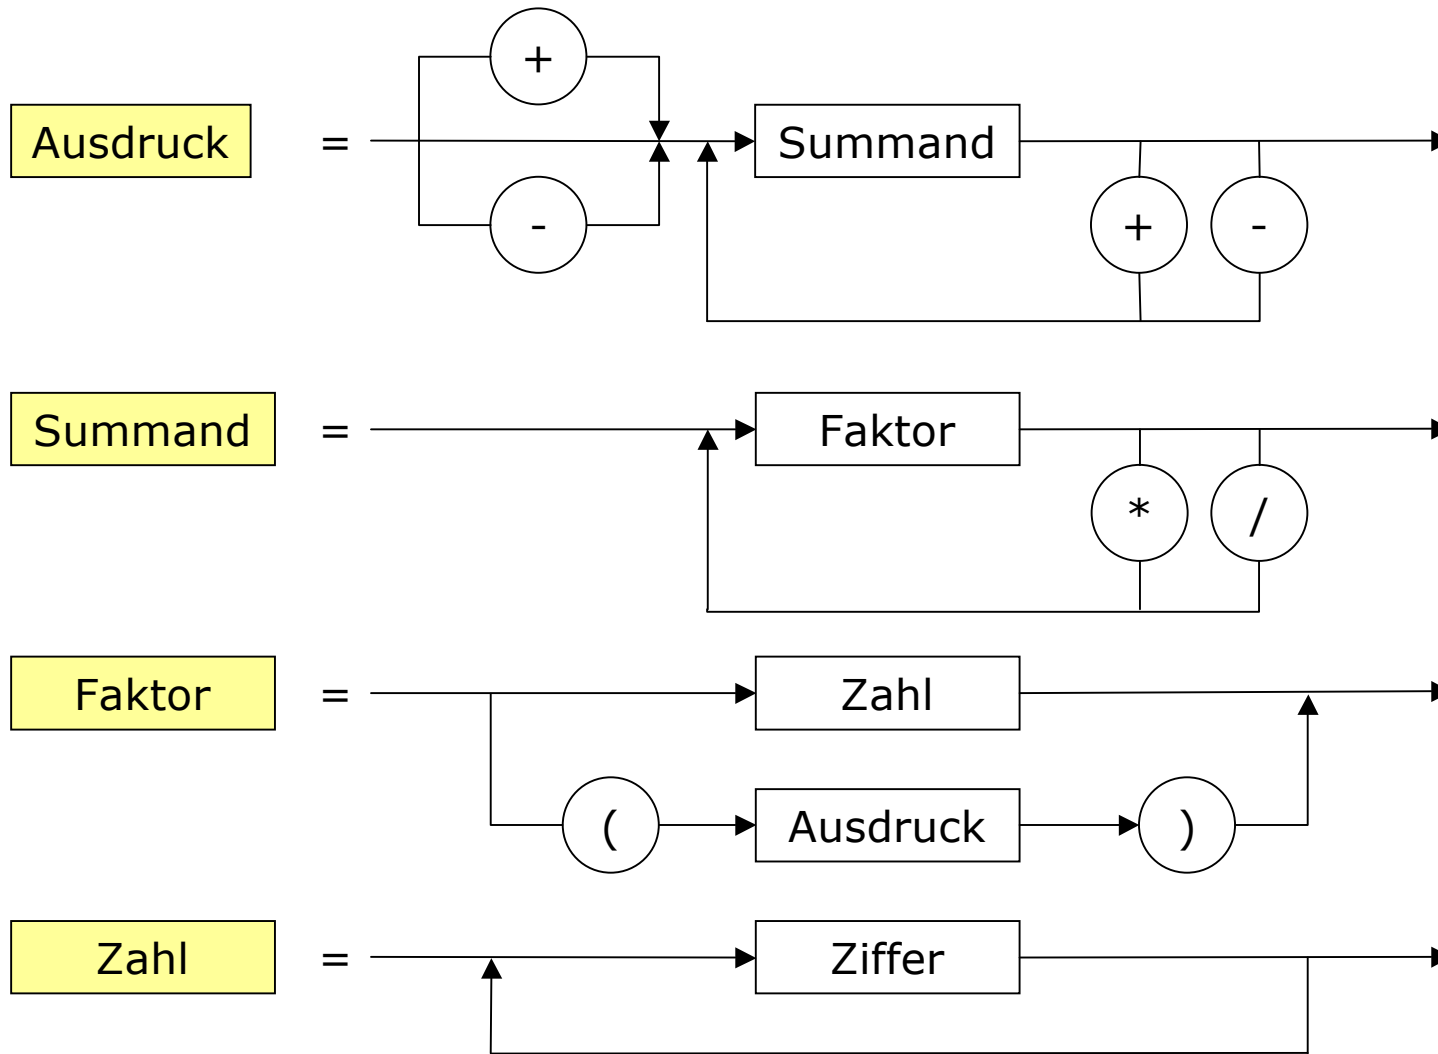 +
Ausdruck = Summand
- + -
Summand = Faktor
* /
Faktor = Zahl
( Ausdruck )
Zahl = Ziffer